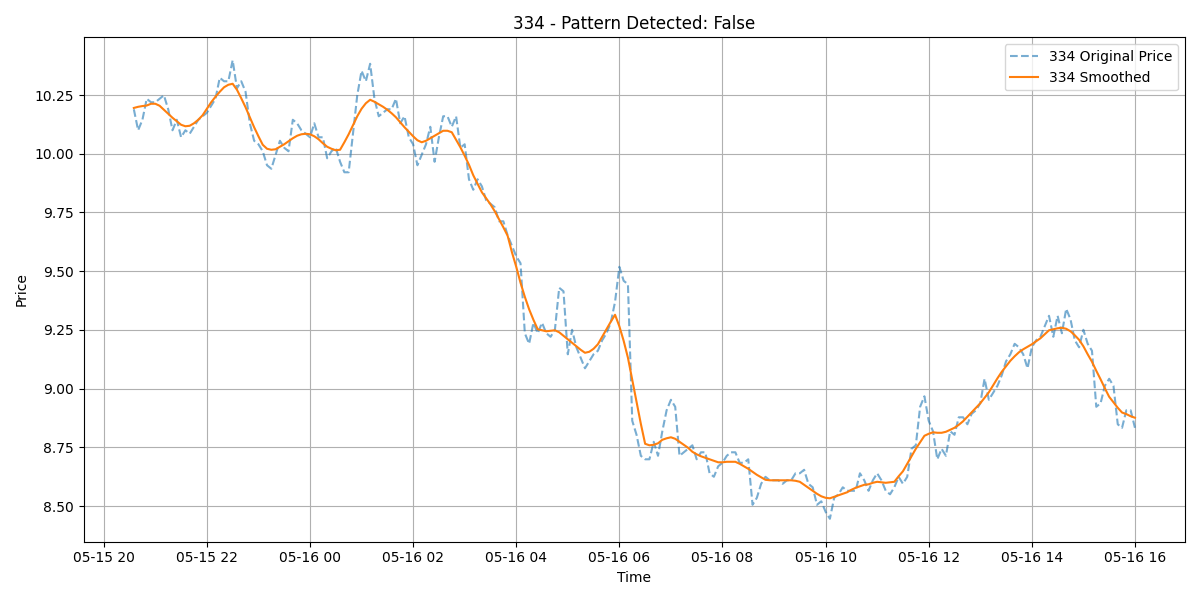 334 - Pattern Detected: False
334 Original Price
334 Smoothed
Price
10.25
10.00
9.75
9.50
9.25
9.00
8.75
8.50
05-15 20 05-15 22 05-16 00 05-16 02 05-16 04 05-16 06 05-16 08 05-16 10 05-16 12 05-16 14 05-16 16
Time